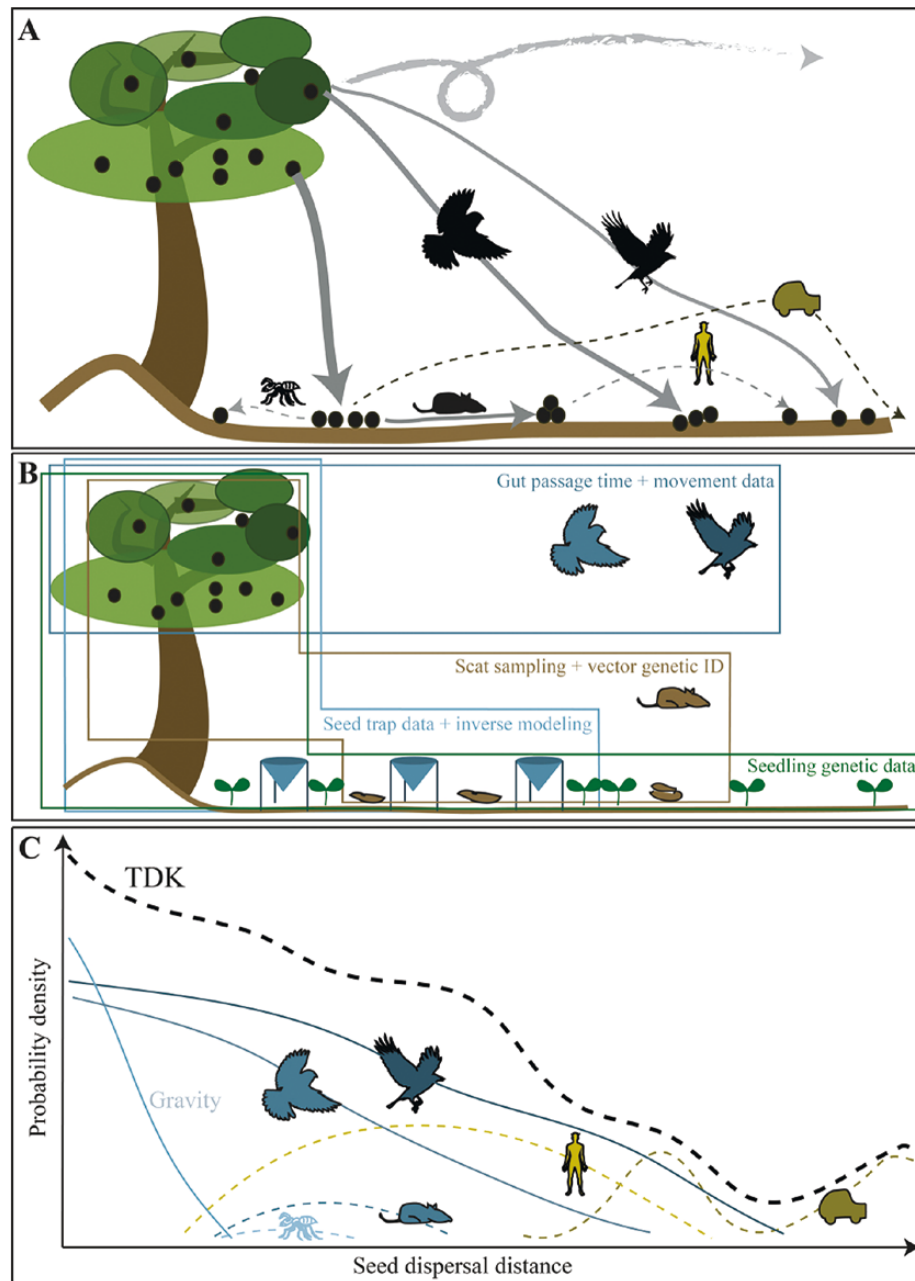 A
B
Gut passage time + movement data
Scat sampling + vector genetic ID
Seed trap data + inverse modeling
Seedling genetic data
C
TDK
Probability density
Gravity
Seed dispersal distance